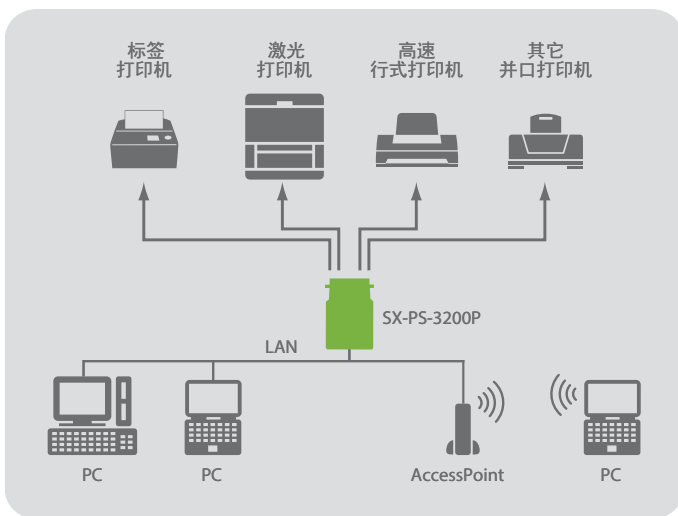 标签
打印机
激光
打印机
高速
行式打印机
其它
并口打印机
SX-PS-3200P
LAN
PC
PC
AccessPoint
PC